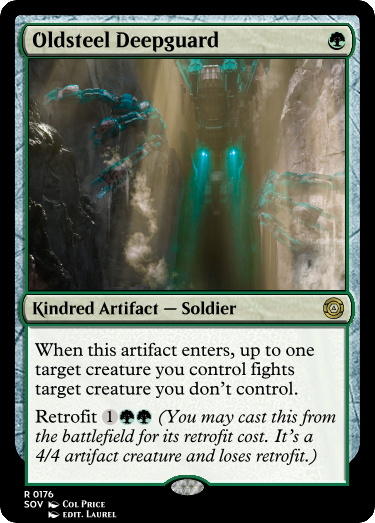 Oldsteel Deepguard
Kindred Artifact — Soldier
When this artifact enters, up to one
target creature you control fights
target creature you don't control.
Retrofit 1 (You may cast this from
the battlefield for its retrofit cost. It's a
4/4 artifact creature and loses retrofit.)
R 0176
SOV Col Price
edit. Laurel